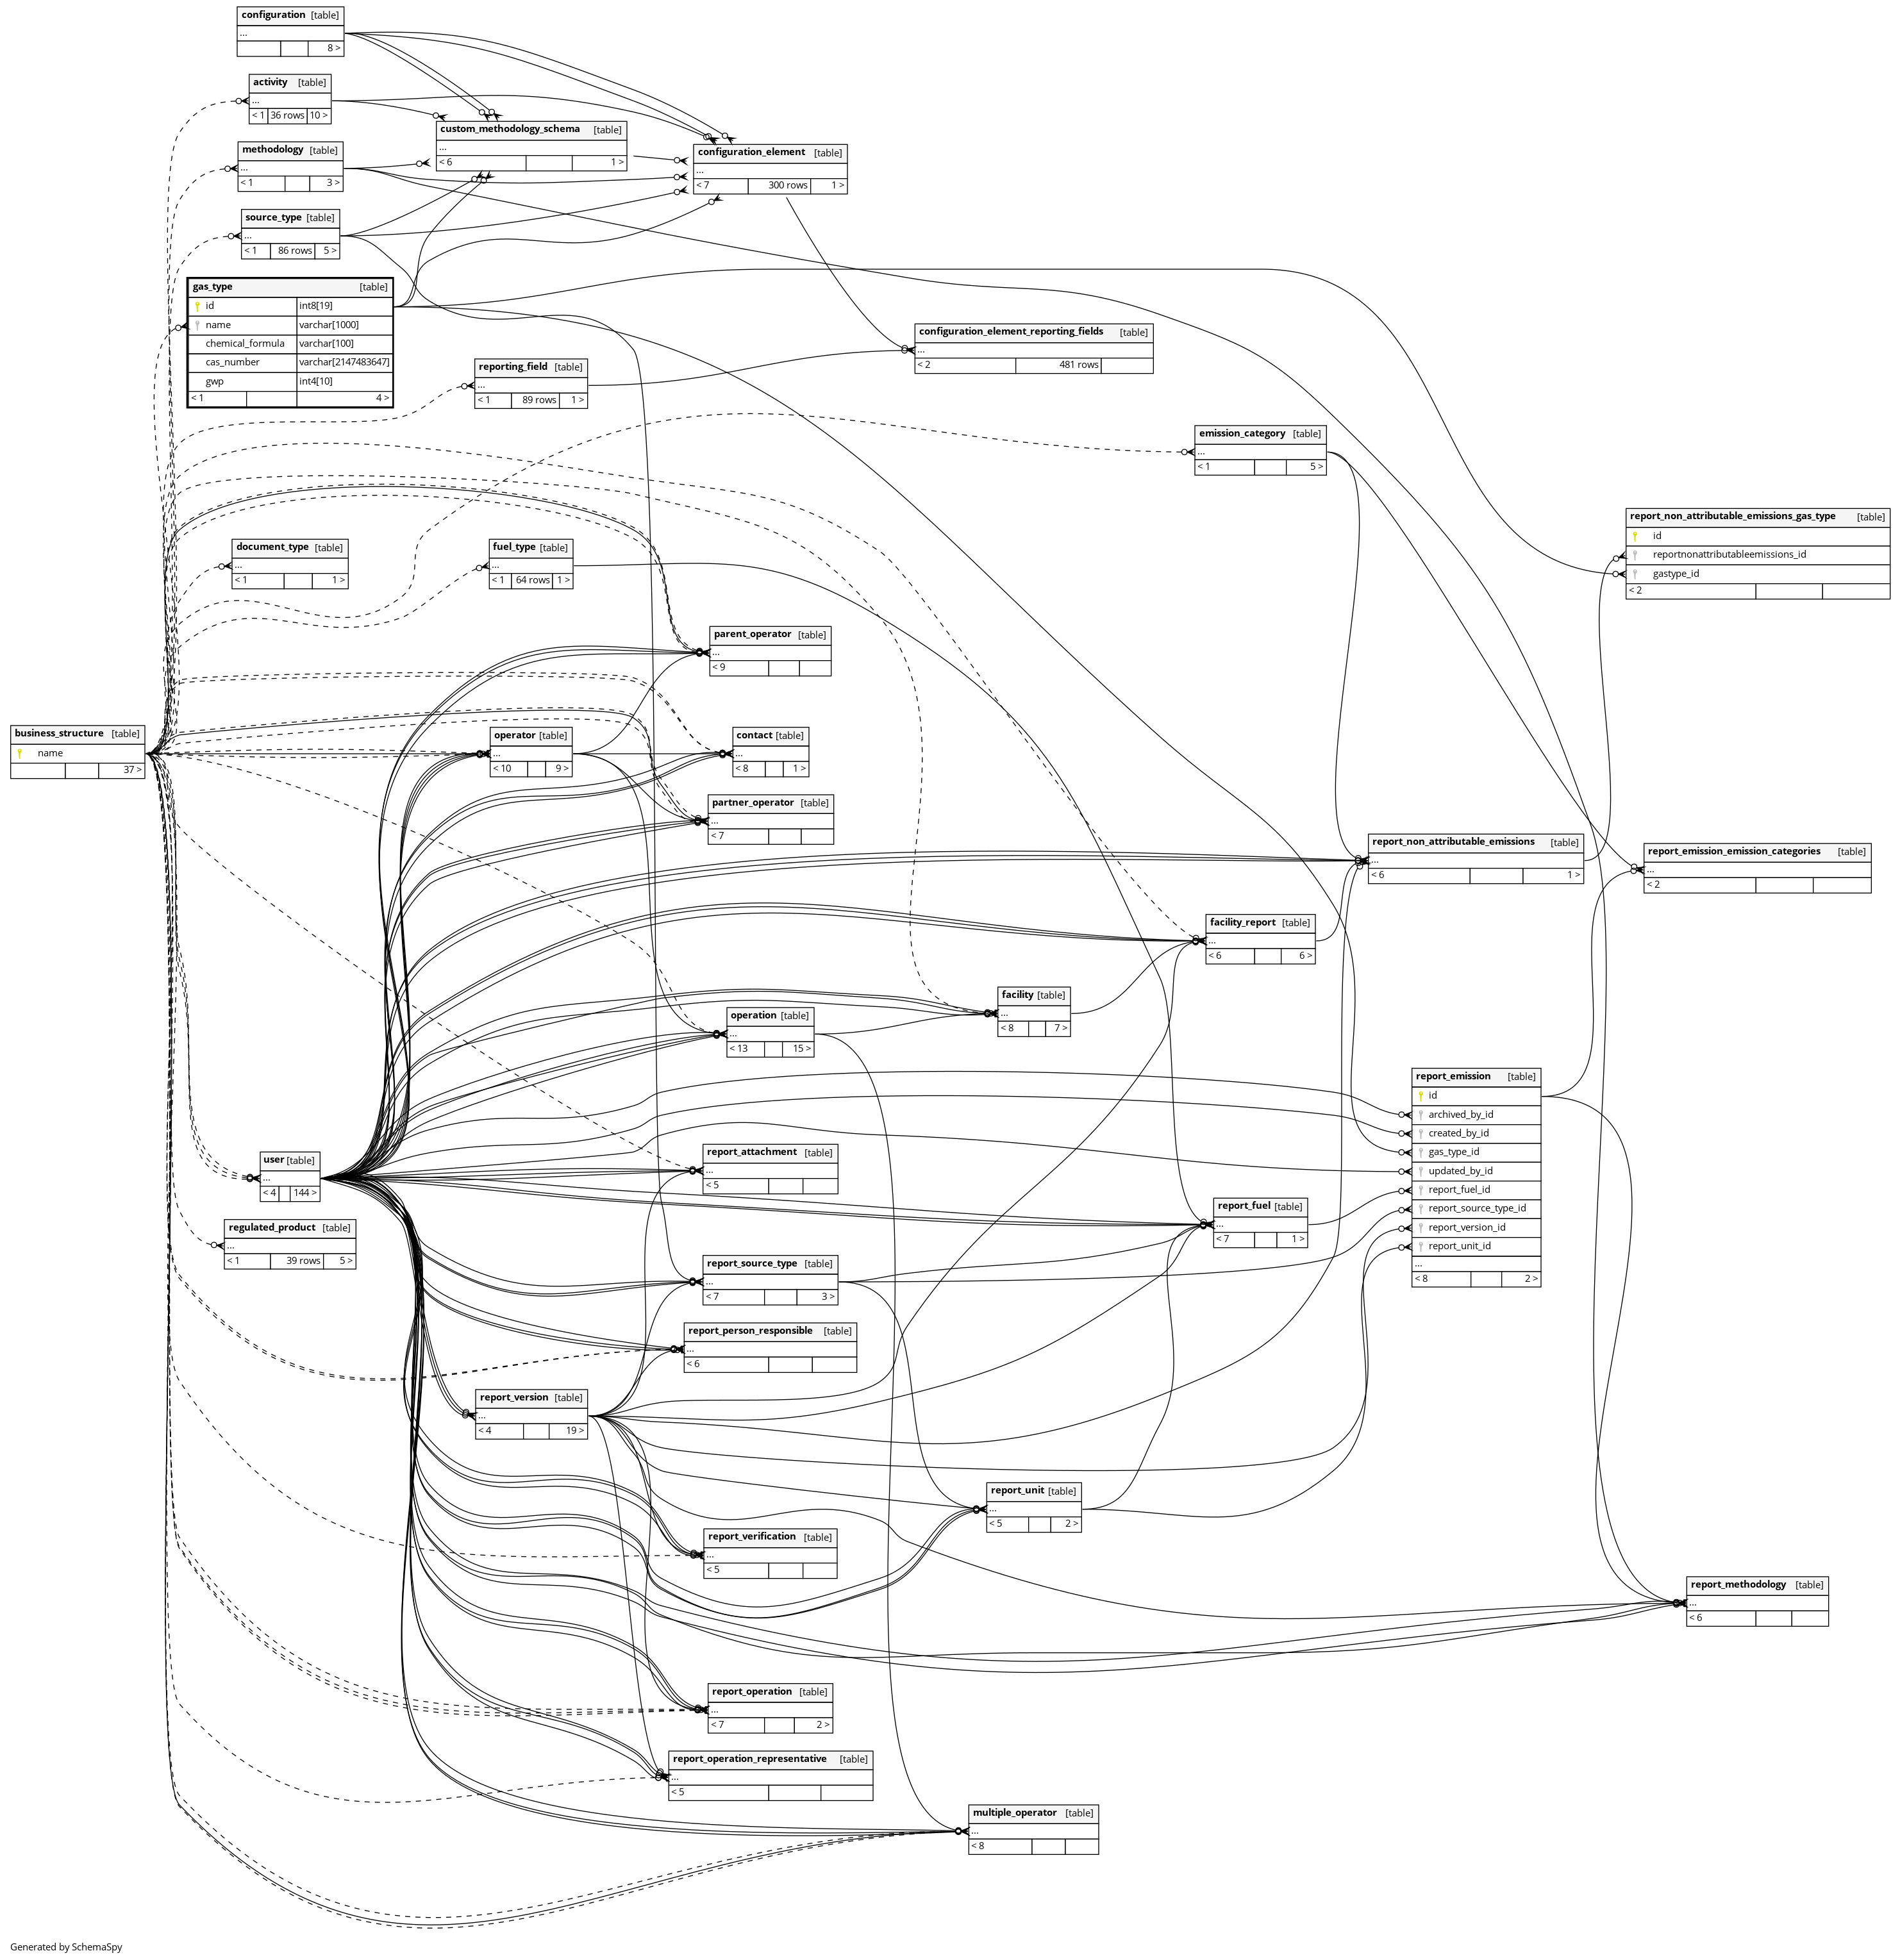 configuration [table]
...
8 >
activity [table]
...
< 1 36 rows 10 >
custom_methodology_schema [table]
...
< 6 1 >
methodology [table]
...
< 1 3 >
configuration_element [table]
...
< 7 300 rows 1 >
source_type [table]
...
< 1 86 rows 5 >
gas_type [table]
id int8[19]
name varchar[1000]
chemical_formula varchar[100]
cas_number varchar[2147483647]
gwp int4[10]
< 1 4 >
configuration_element_reporting_fields [table]
...
< 2 481 rows
reporting_field [table]
...
< 1 89 rows 1 >
emission_category [table]
...
< 1 5 >
report_non_attributable_emissions_gas_type [table]
id
reportnonattributableemissions_id
gastype_id
< 2
document_type [table]
...
< 1 1 >
fuel_type [table]
...
< 1 64 rows 1 >
parent_operator [table]
...
< 9
business_structure [table]
name
37 >
operator [table]
...
< 10 9 >
contact [table]
...
< 8 1 >
partner_operator [table]
...
< 7
report_non_attributable_emissions [table]
...
< 6 1 >
report_emission_emission_categories [table]
...
< 2
facility_report [table]
...
< 6 6 >
facility [table]
...
< 8 7 >
operation [table]
...
< 13 15 >
report_emission [table]
id
archived_by_id
created_by_id
gas_type_id
updated_by_id
report_fuel_id
report_source_type_id
report_version_id
report_unit_id
...
< 8 2 >
user [table]
...
< 4 144 >
report_attachment [table]
...
< 5
report_fuel [table]
...
< 7 1 >
regulated_product [table]
...
< 1 39 rows 5 >
report_source_type [table]
...
< 7 3 >
report_person_responsible [table]
...
< 6
report_version [table]
...
< 4 19 >
report_unit [table]
...
< 5 2 >
report_verification [table]
...
< 5
report_methodology [table]
...
< 6
report_operation [table]
...
< 7 2 >
report_operation_representative [table]
...
< 5
multiple_operator [table]
...
< 8
Generated by SchemaSpy